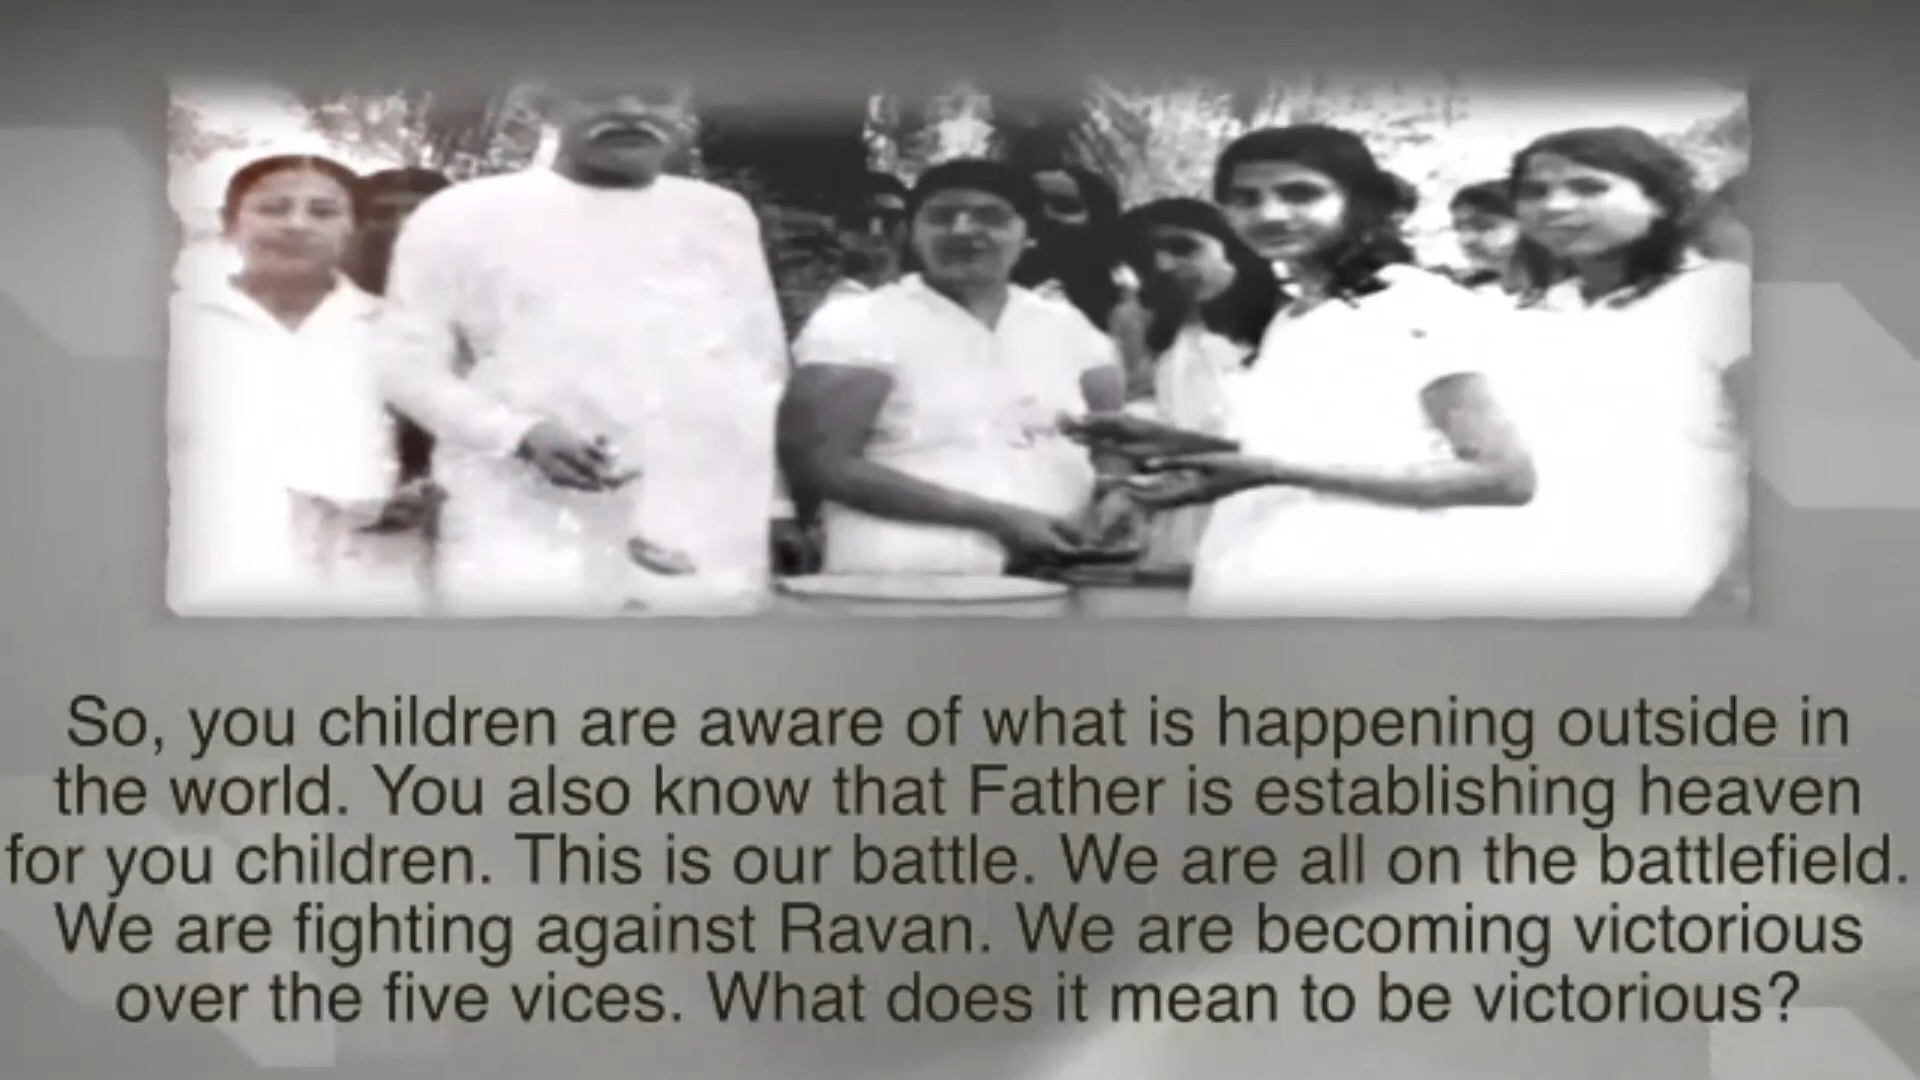 So, you children are aware of what is happening outside in
the world. You also know that Father is establishing heaven
for you children. This is our battle. We are all on the battlefield.
We are fighting against Ravan. We are becoming victorious
over the five vices. What does it mean to be victorious?